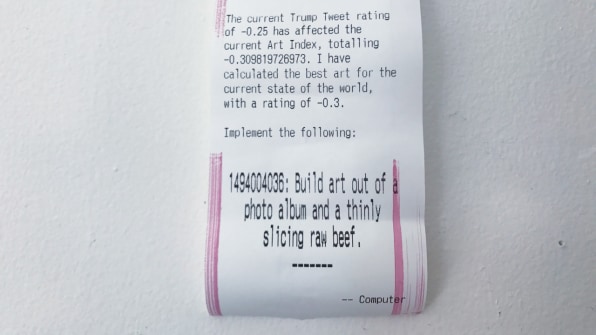 The current Trump Tweet rating
of -0.25 has affected the
current Art Index, totalling
-0.309819726973. I have
calculated the best art for the
current state of the world,
with a rating of -0.3.
Implement the following:
1494004036: Build art out of a
photo album and a thinly
slicing raw beef.
-------
-- Computer